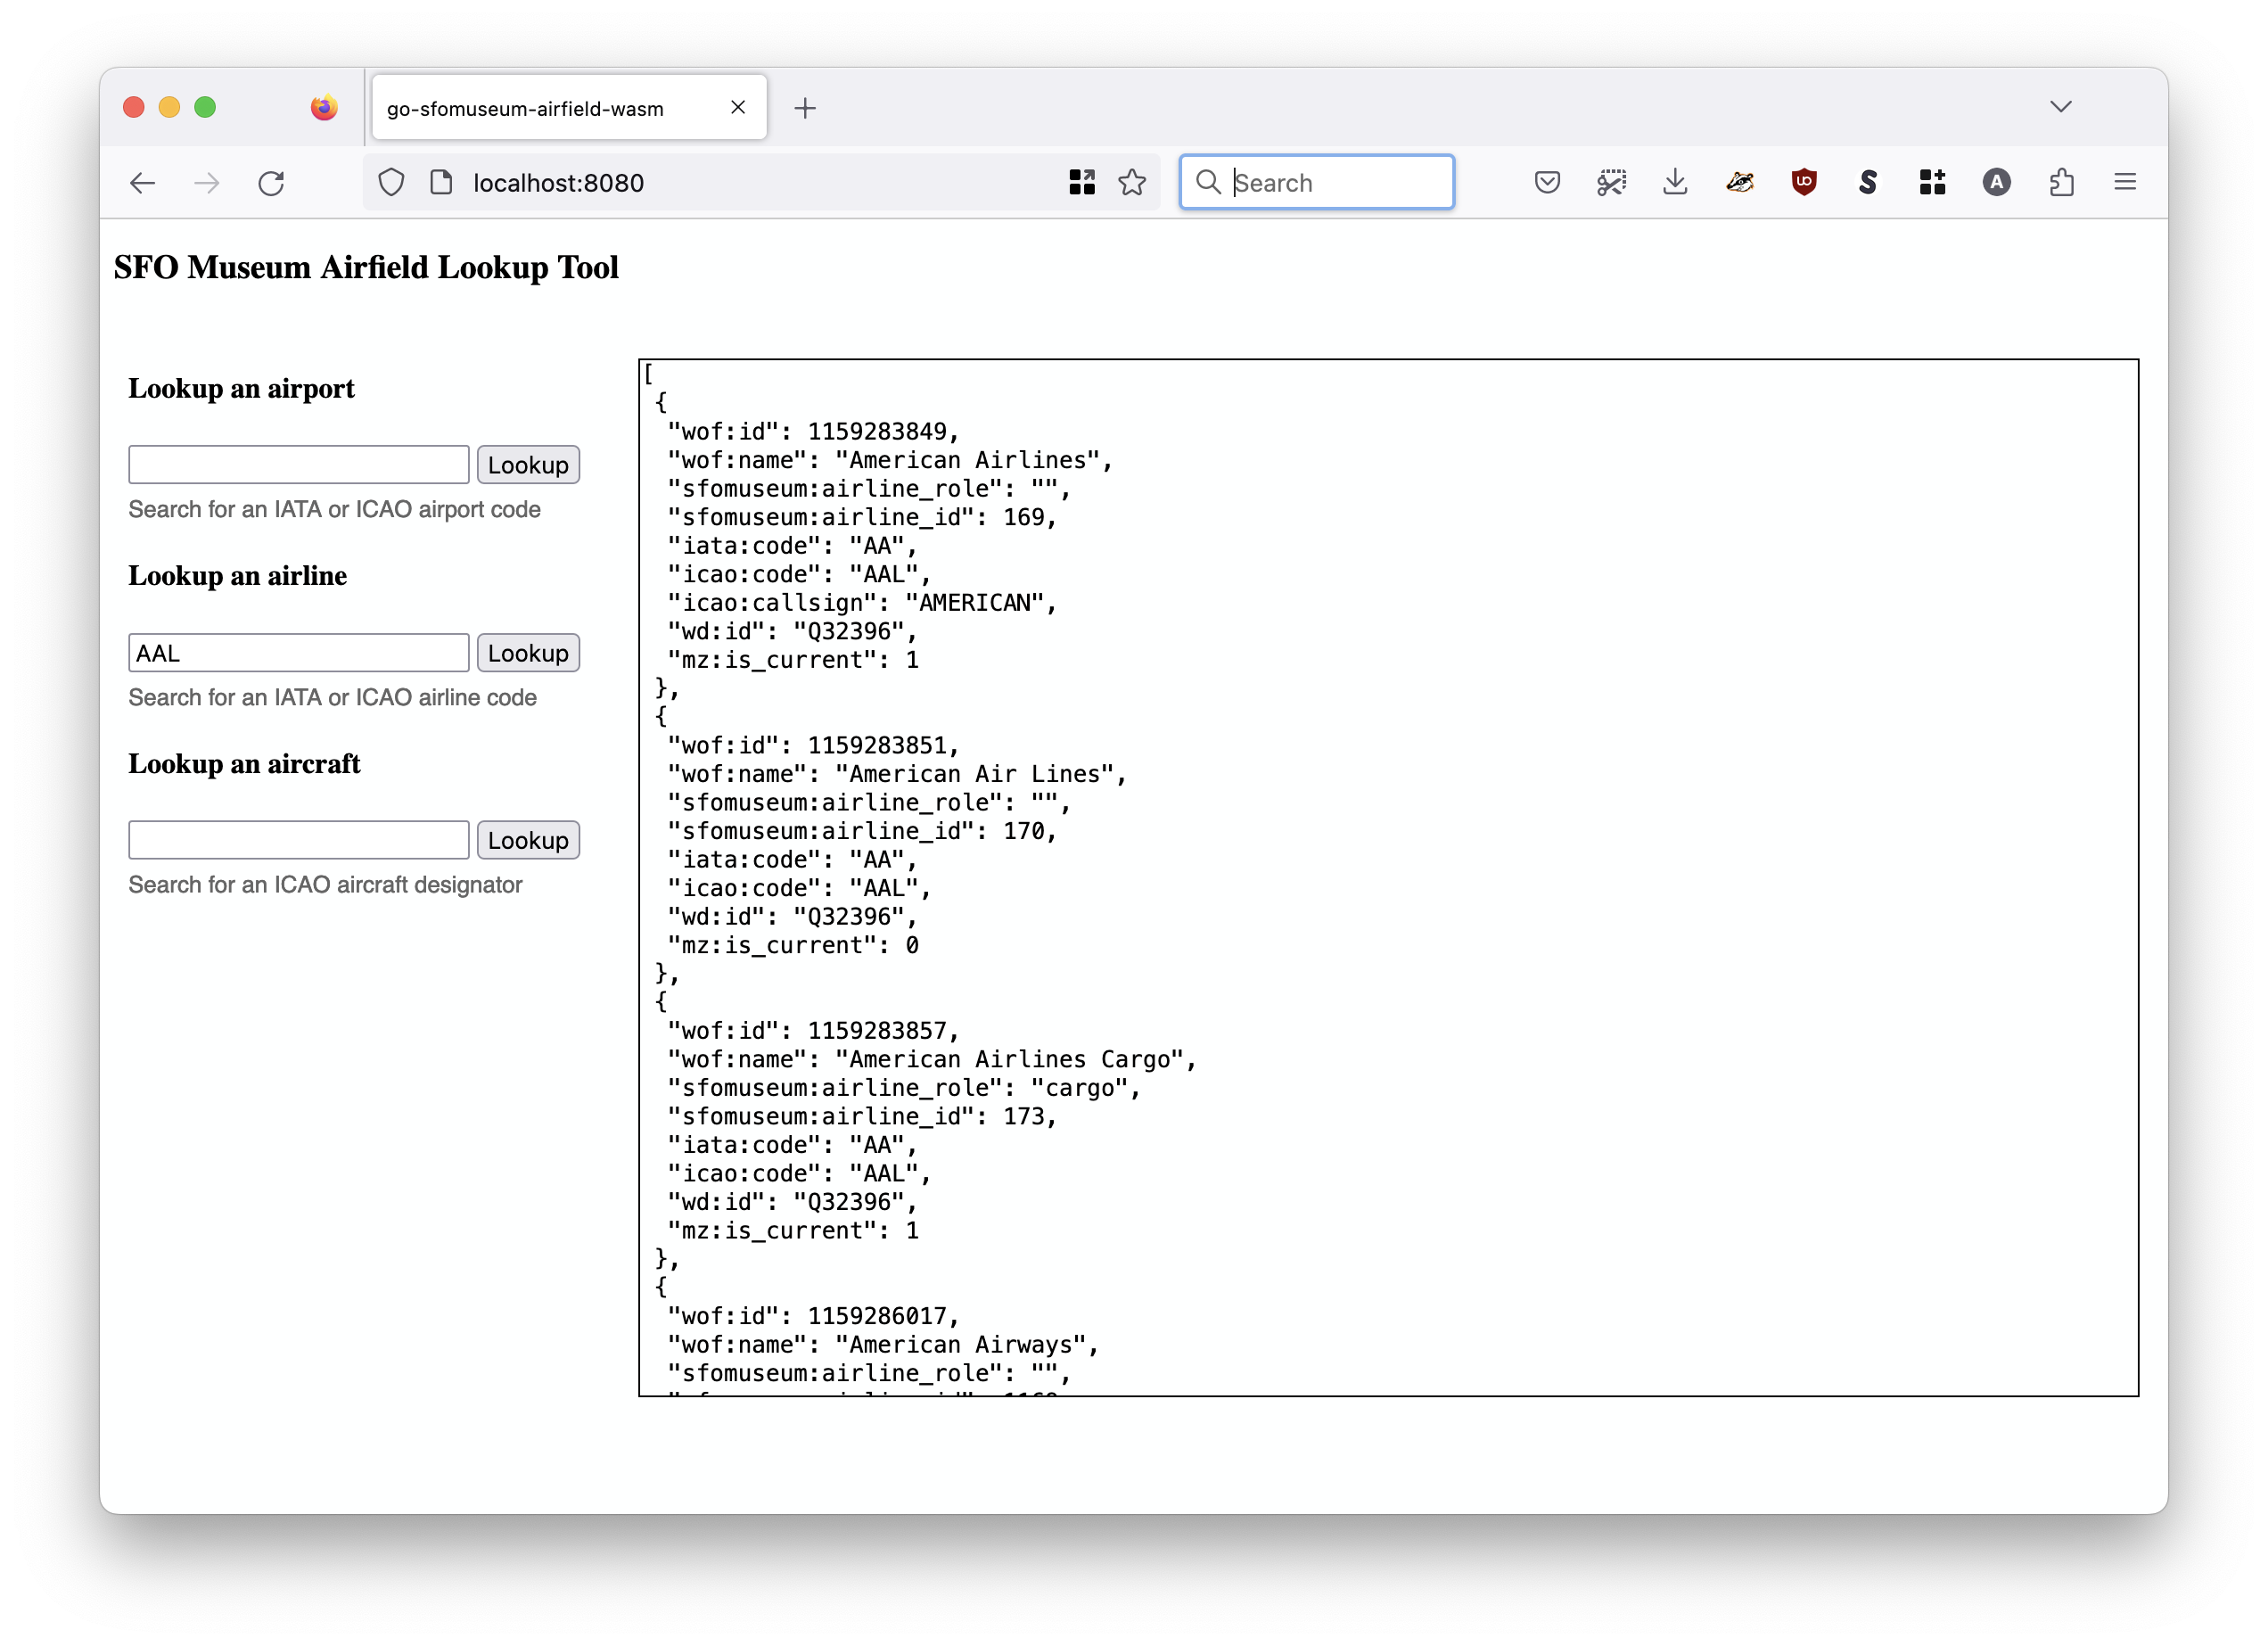 go-sfomuseum-airfield-wasm
localhost:8080
Search
SFO Museum Airfield Lookup Tool
Lookup an airport
Lookup
Search for an IATA or ICAO airport code
Lookup an airline
AAL
Lookup
Search for an IATA or ICAO airline code
Lookup an aircraft
Lookup
Search for an ICAO aircraft designator
[
{
"wof:id": 1159283849,
"wof:name": "American Airlines",
"sfomuseum:airline_role": "",
"sfomuseum:airline_id": 169,
"iata:code": "AA",
"icao:code": "AAL",
"icao:callsign": "AMERICAN",
"wd:id": "Q32396",
"mz:is_current": 1
},
{
"wof:id": 1159283851,
"wof:name": "American Air Lines",
"sfomuseum:airline_role": "",
"sfomuseum:airline_id": 170,
"iata:code": "AA",
"icao:code": "AAL",
"wd:id": "Q32396",
"mz:is_current": 0
},
{
"wof:id": 1159283857,
"wof:name": "American Airlines Cargo",
"sfomuseum:airline_role": "cargo",
"sfomuseum:airline_id": 173,
"iata:code": "AA",
"icao:code": "AAL",
"wd:id": "Q32396",
"mz:is_current": 1
},
{
"wof:id": 1159286017,
"wof:name": "American Airways",
"sfomuseum:airline_role": "",